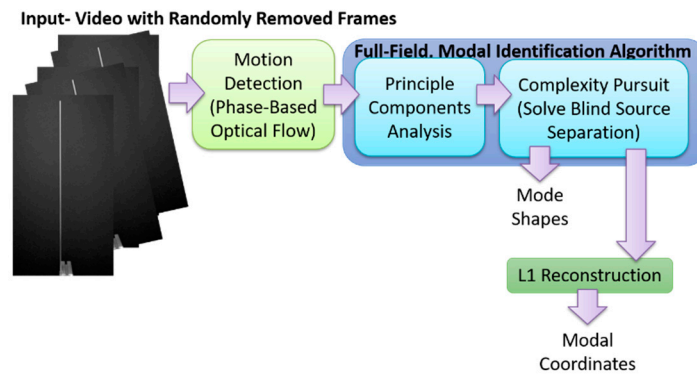 Input- Video with Randomly Removed Frames
Motion
Detection
(Phase-Based
Optical Flow)
Full-Field, Modal Identification Algorithm
Principle
Components
Analysis
Complexity Pursuit
(Solve Blind Source
Separation)
Mode
Shapes
L1 Reconstruction
Modal
Coordinates